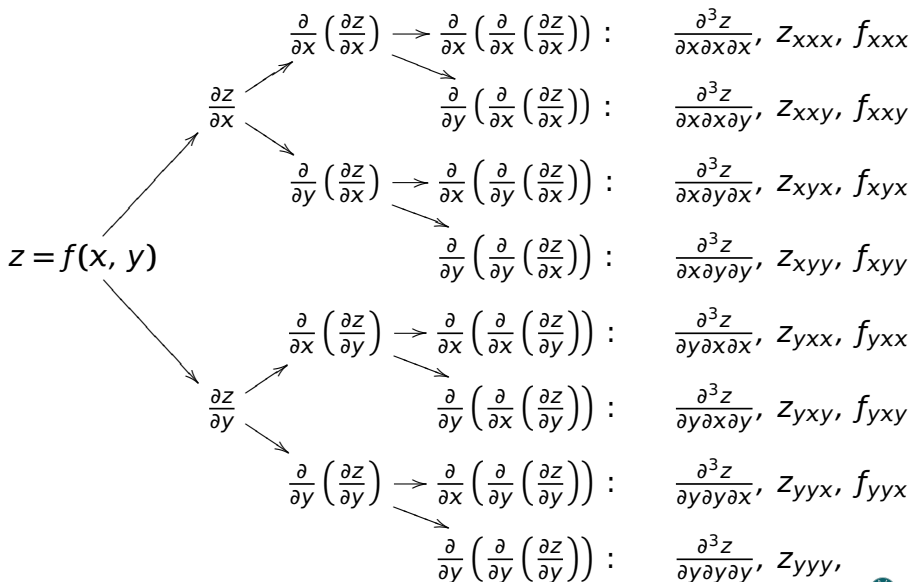 ∂/∂x (∂z/∂x) → ∂/∂x (∂/∂x (∂z/∂x)) : ∂³z/∂x∂x∂x, z_xxx, f_xxx
∂z/∂x ∂/∂y (∂/∂x (∂z/∂x)) : ∂³z/∂x∂x∂y, z_xxy, f_xxy
∂/∂y (∂z/∂x) → ∂/∂x (∂/∂y (∂z/∂x)) : ∂³z/∂x∂y∂x, z_xyx, f_xyx
z = f(x, y) ∂/∂y (∂/∂y (∂z/∂x)) : ∂³z/∂x∂y∂y, z_xyy, f_xyy
∂/∂x (∂z/∂y) → ∂/∂x (∂/∂x (∂z/∂y)) : ∂³z/∂y∂x∂x, z_yxx, f_yxx
∂z/∂y ∂/∂y (∂/∂x (∂z/∂y)) : ∂³z/∂y∂x∂y, z_yxy, f_yxy
∂/∂y (∂z/∂y) → ∂/∂x (∂/∂y (∂z/∂y)) : ∂³z/∂y∂y∂x, z_yyx, f_yyx
∂/∂y (∂/∂y (∂z/∂y)) : ∂³z/∂y∂y∂y, z_yyy,